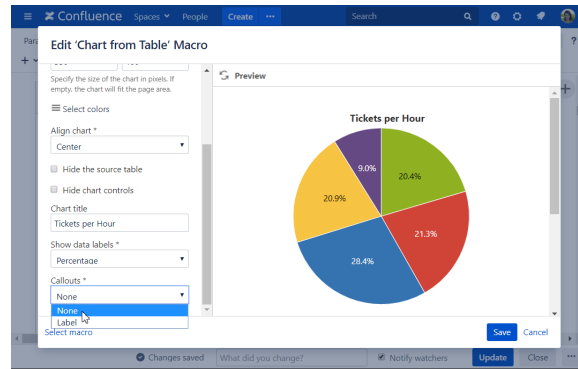 Confluence Spaces People Create ••• Search
Edit 'Chart from Table' Macro
?
Specify the size of the chart in pixels. If
empty, the chart will fit the page area.
Select colors
Align chart *
Center
Hide the source table
Hide chart controls
Chart title
Tickets per Hour
Show data labels *
Percentage
Callouts *
None
None
Label
Select macro
Preview
Tickets per Hour
9.0%
20.4%
20.9%
21.3%
28.4%
Save Cancel
Changes saved What did you change? Notify watchers Update Close •••